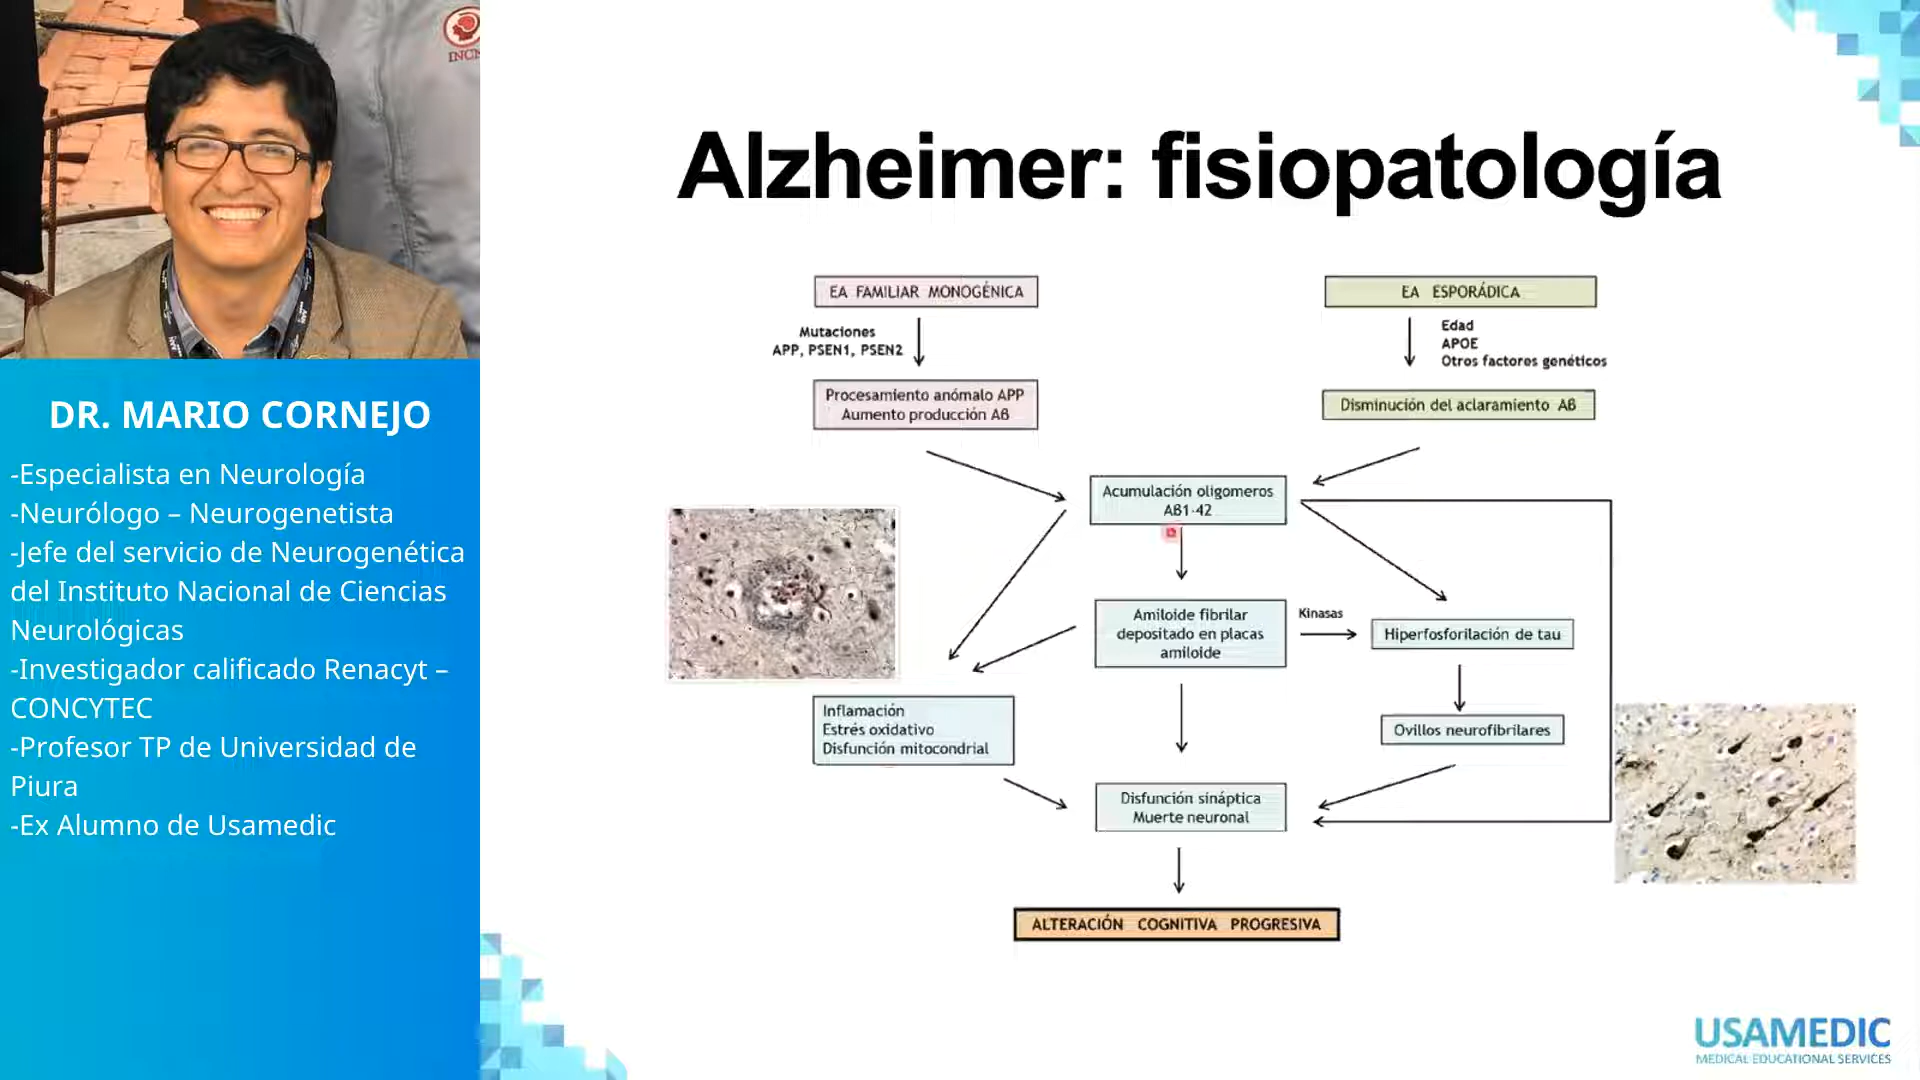 INCN
DR. MARIO CORNEJO
-Especialista en Neurología
-Neurólogo – Neurogenetista
-Jefe del servicio de Neurogenética
del Instituto Nacional de Ciencias
Neurológicas
-Investigador calificado Renacyt –
CONCYTEC
-Profesor TP de Universidad de
Piura
-Ex Alumno de Usamedic
Alzheimer: fisiopatología
EA FAMILIAR MONOGÉNICA
Mutaciones
APP, PSEN1, PSEN2
Procesamiento anómalo APP
Aumento producción Aβ
EA ESPORÁDICA
Edad
APOE
Otros factores genéticos
Disminución del aclaramiento Aβ
Acumulación oligomeros
Aβ1-42
Amiloide fibrilar
depositado en placas
amiloide
Kinasas
Hiperfosforilación de tau
Inflamación
Estrés oxidativo
Disfunción mitocondrial
Ovillos neurofibrilares
Disfunción sináptica
Muerte neuronal
ALTERACIÓN COGNITIVA PROGRESIVA
USAMEDIC
MEDICAL EDUCATIONAL SERVICES